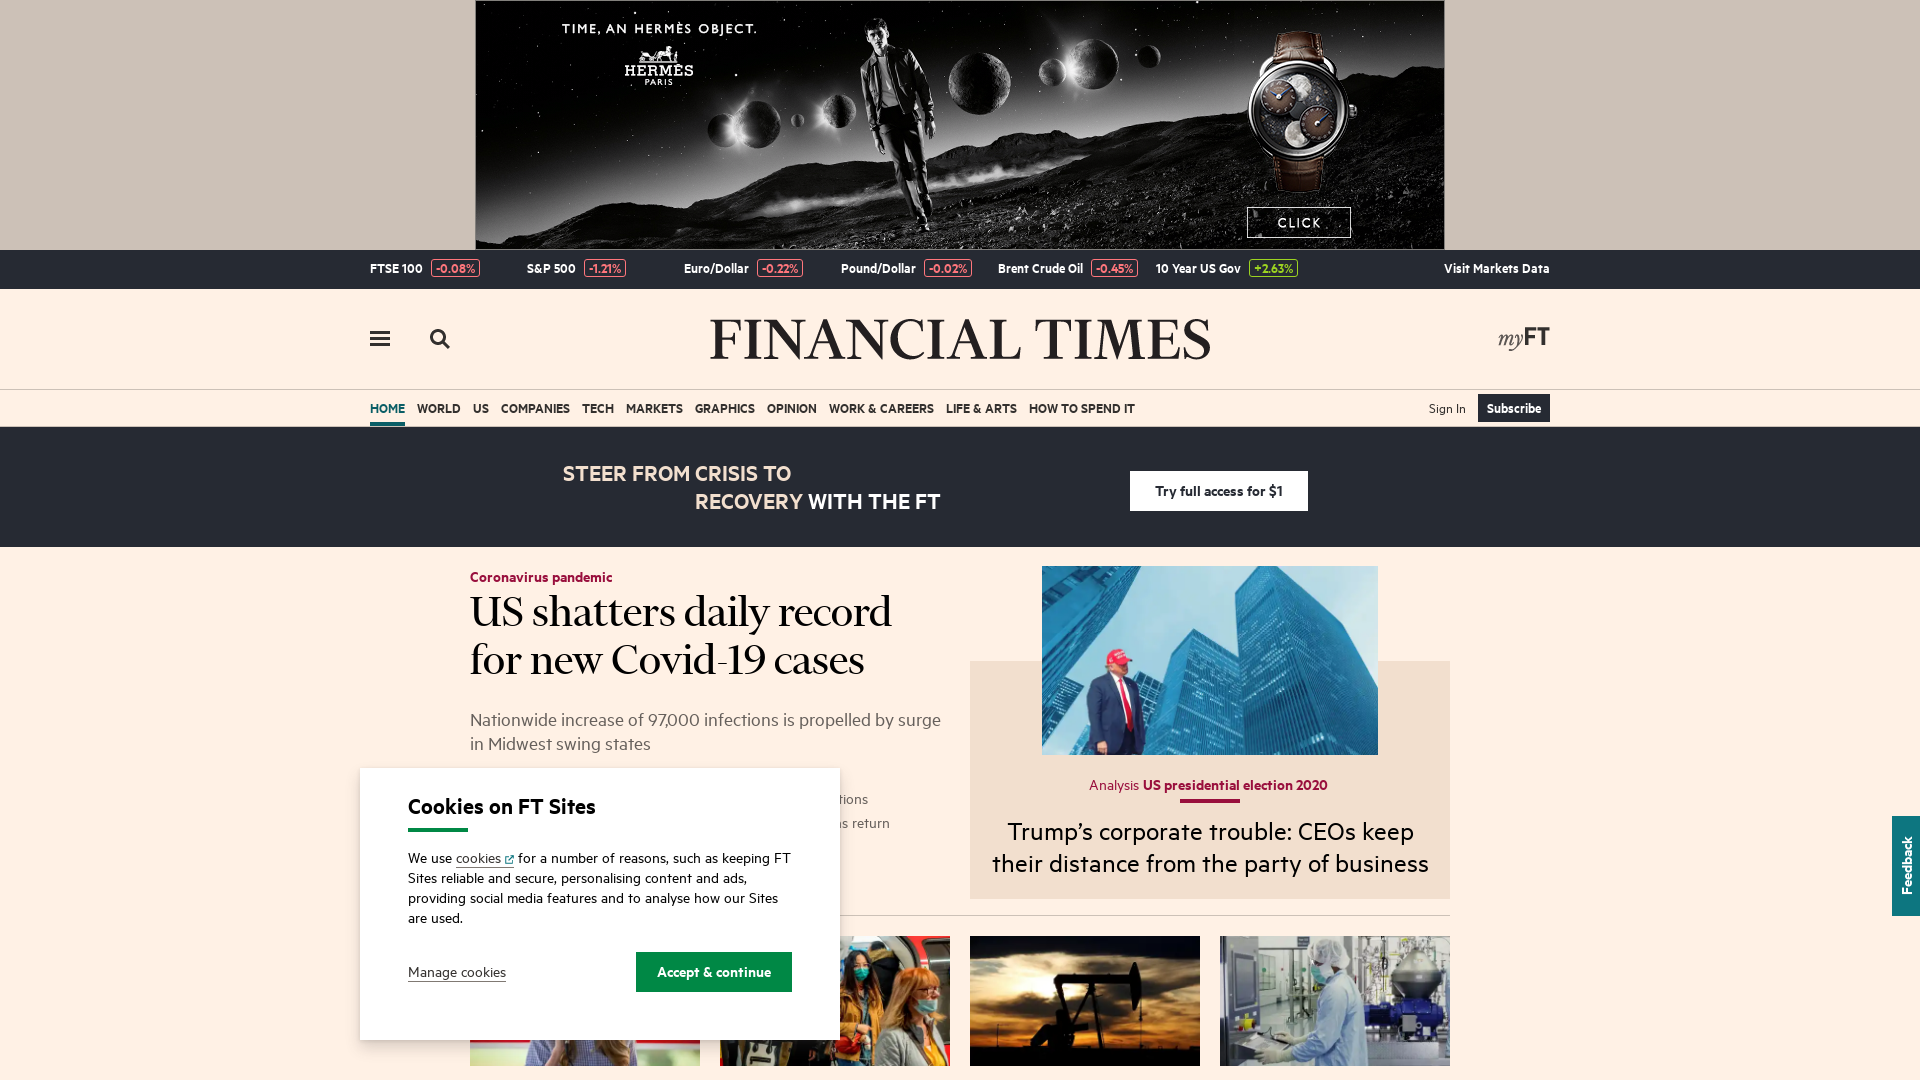 TIME, AN HERMÈS OBJECT.
HERMÈS
PARIS
CLICK
FTSE 100 -0.08% S&P 500 -1.21% Euro/Dollar -0.22% Pound/Dollar -0.02% Brent Crude Oil -0.45% 10 Year US Gov +2.63% Visit Markets Data
FINANCIAL TIMES
myFT
HOME WORLD US COMPANIES TECH MARKETS GRAPHICS OPINION WORK & CAREERS LIFE & ARTS HOW TO SPEND IT Sign In Subscribe
STEER FROM CRISIS TO
RECOVERY WITH THE FT
Try full access for $1
Coronavirus pandemic
US shatters daily record
for new Covid-19 cases
Nationwide increase of 97,000 infections is propelled by surge
in Midwest swing states
return
Analysis US presidential election 2020
Trump’s corporate trouble: CEOs keep
their distance from the party of business
Cookies on FT Sites
We use cookies for a number of reasons, such as keeping FT
Sites reliable and secure, personalising content and ads,
providing social media features and to analyse how our Sites
are used.
Manage cookies
Accept & continue
Feedback